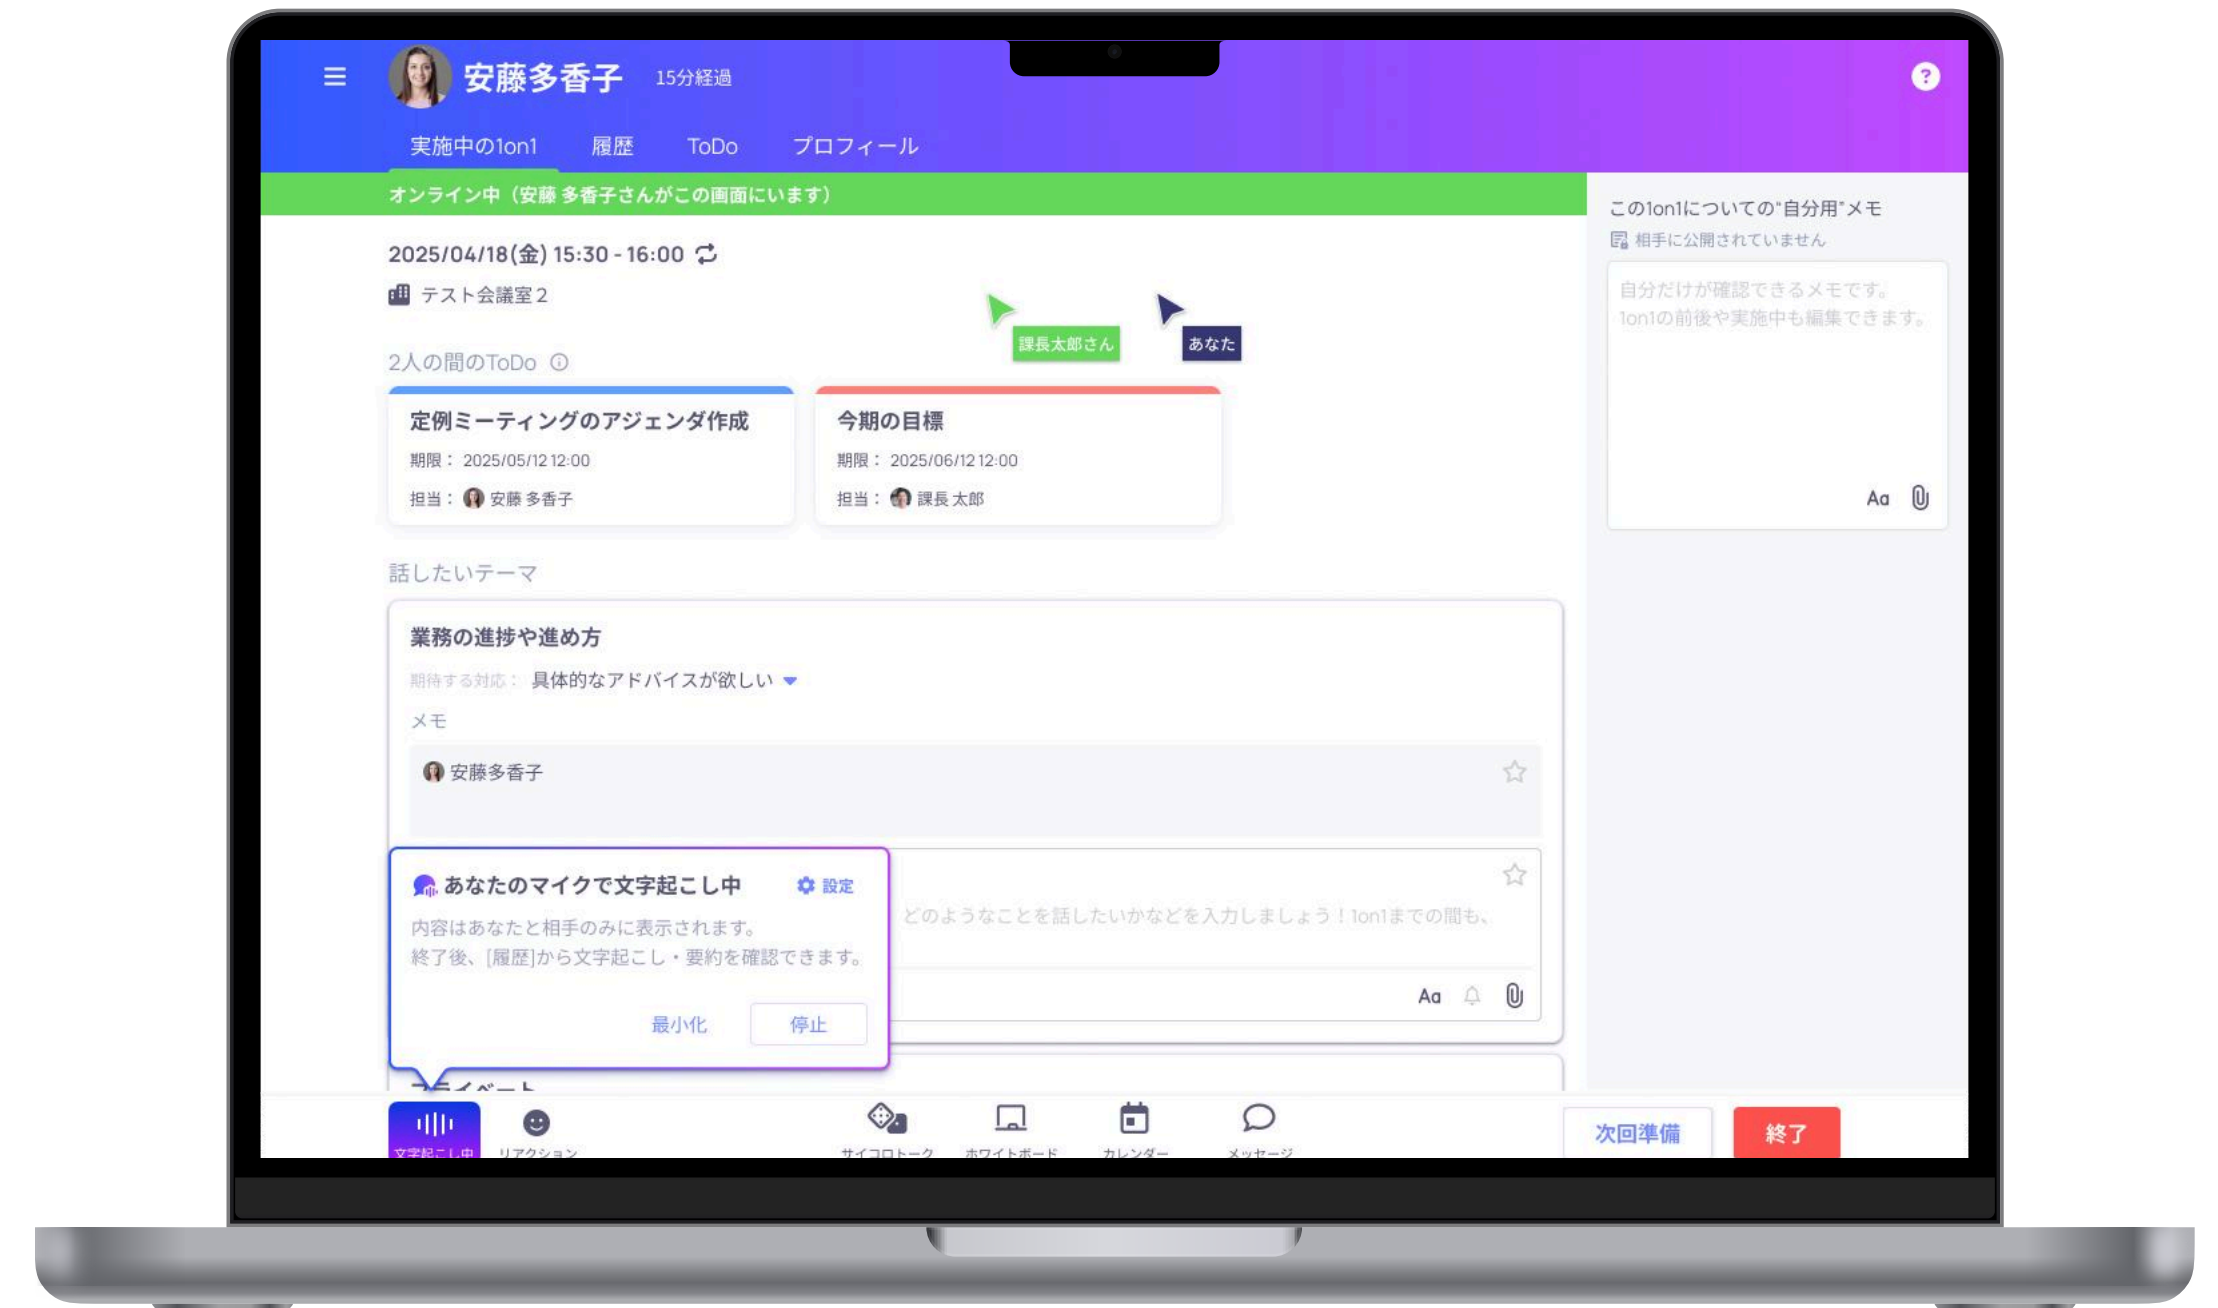 安藤多香子 15分経過
?
実施中の1on1 履歴 ToDo プロフィール
オンライン中（安藤 多香子さんがこの画面にいます）
2025/04/18(金) 15:30 - 16:00
テスト会議室２
課長太郎さん
あなた
2人の間のToDo
定例ミーティングのアジェンダ作成
期限： 2025/05/12 12:00
担当： 安藤 多香子
今期の目標
期限： 2025/06/12 12:00
担当： 課長 太郎
話したいテーマ
業務の進捗や進め方
期待する対応： 具体的なアドバイスが欲しい
メモ
安藤多香子
どのようなことを話したいかなどを入力しましょう！1on1までの間も、
Aa
あなたのマイクで文字起こし中 設定
内容はあなたと相手のみに表示されます。
終了後、[履歴]から文字起こし・要約を確認できます。
最小化 停止
プライベート
文字起こし中 リアクション サイコロトーク ホワイトボード カレンダー メッセージ
次回準備 終了
この1on1についての"自分用"メモ
相手に公開されていません
自分だけが確認できるメモです。
1on1の前後や実施中も編集できます。
Aa